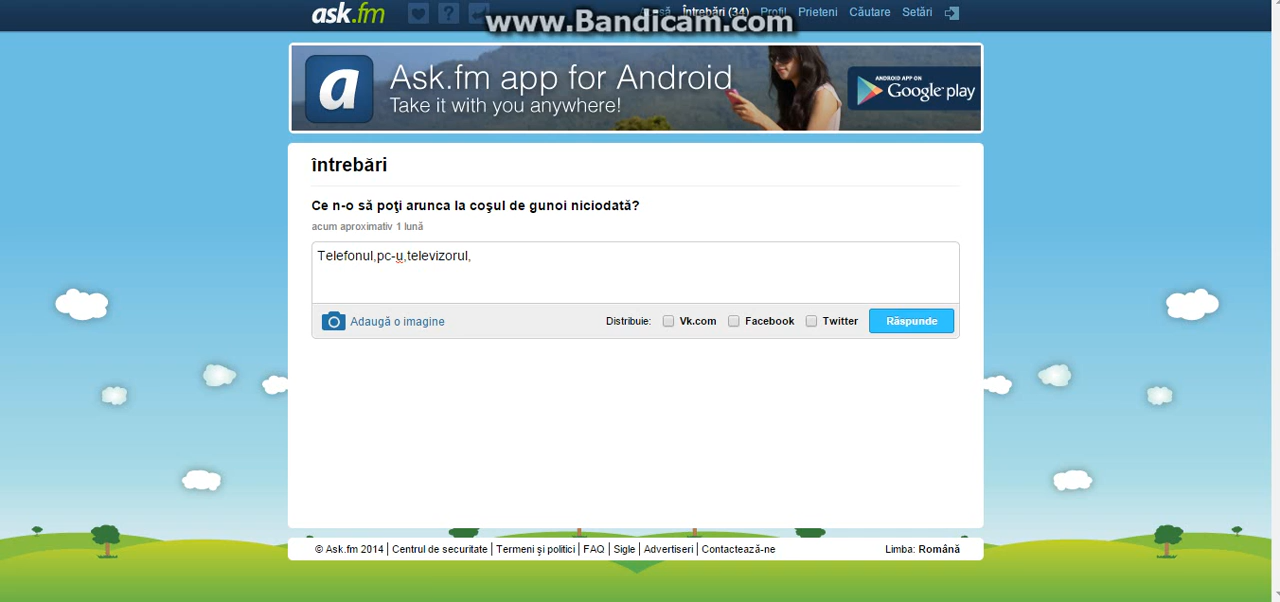 ask.fm
Acasă Întrebări (34) Profil Prieteni Căutare Setări
www.Bandicam.com
a
Ask.fm app for Android
Take it with you anywhere!
ANDROID APP ON
Google play
întrebări
Ce n-o să poţi arunca la coşul de gunoi niciodată?
acum aproximativ 1 lună
Telefonul,pc-u,televizorul,
Adaugă o imagine
Distribuie: Vk.com Facebook Twitter Răspunde
© Ask.fm 2014 | Centrul de securitate | Termeni și politici | FAQ | Sigle | Advertiseri | Contactează-ne
Limba: Română